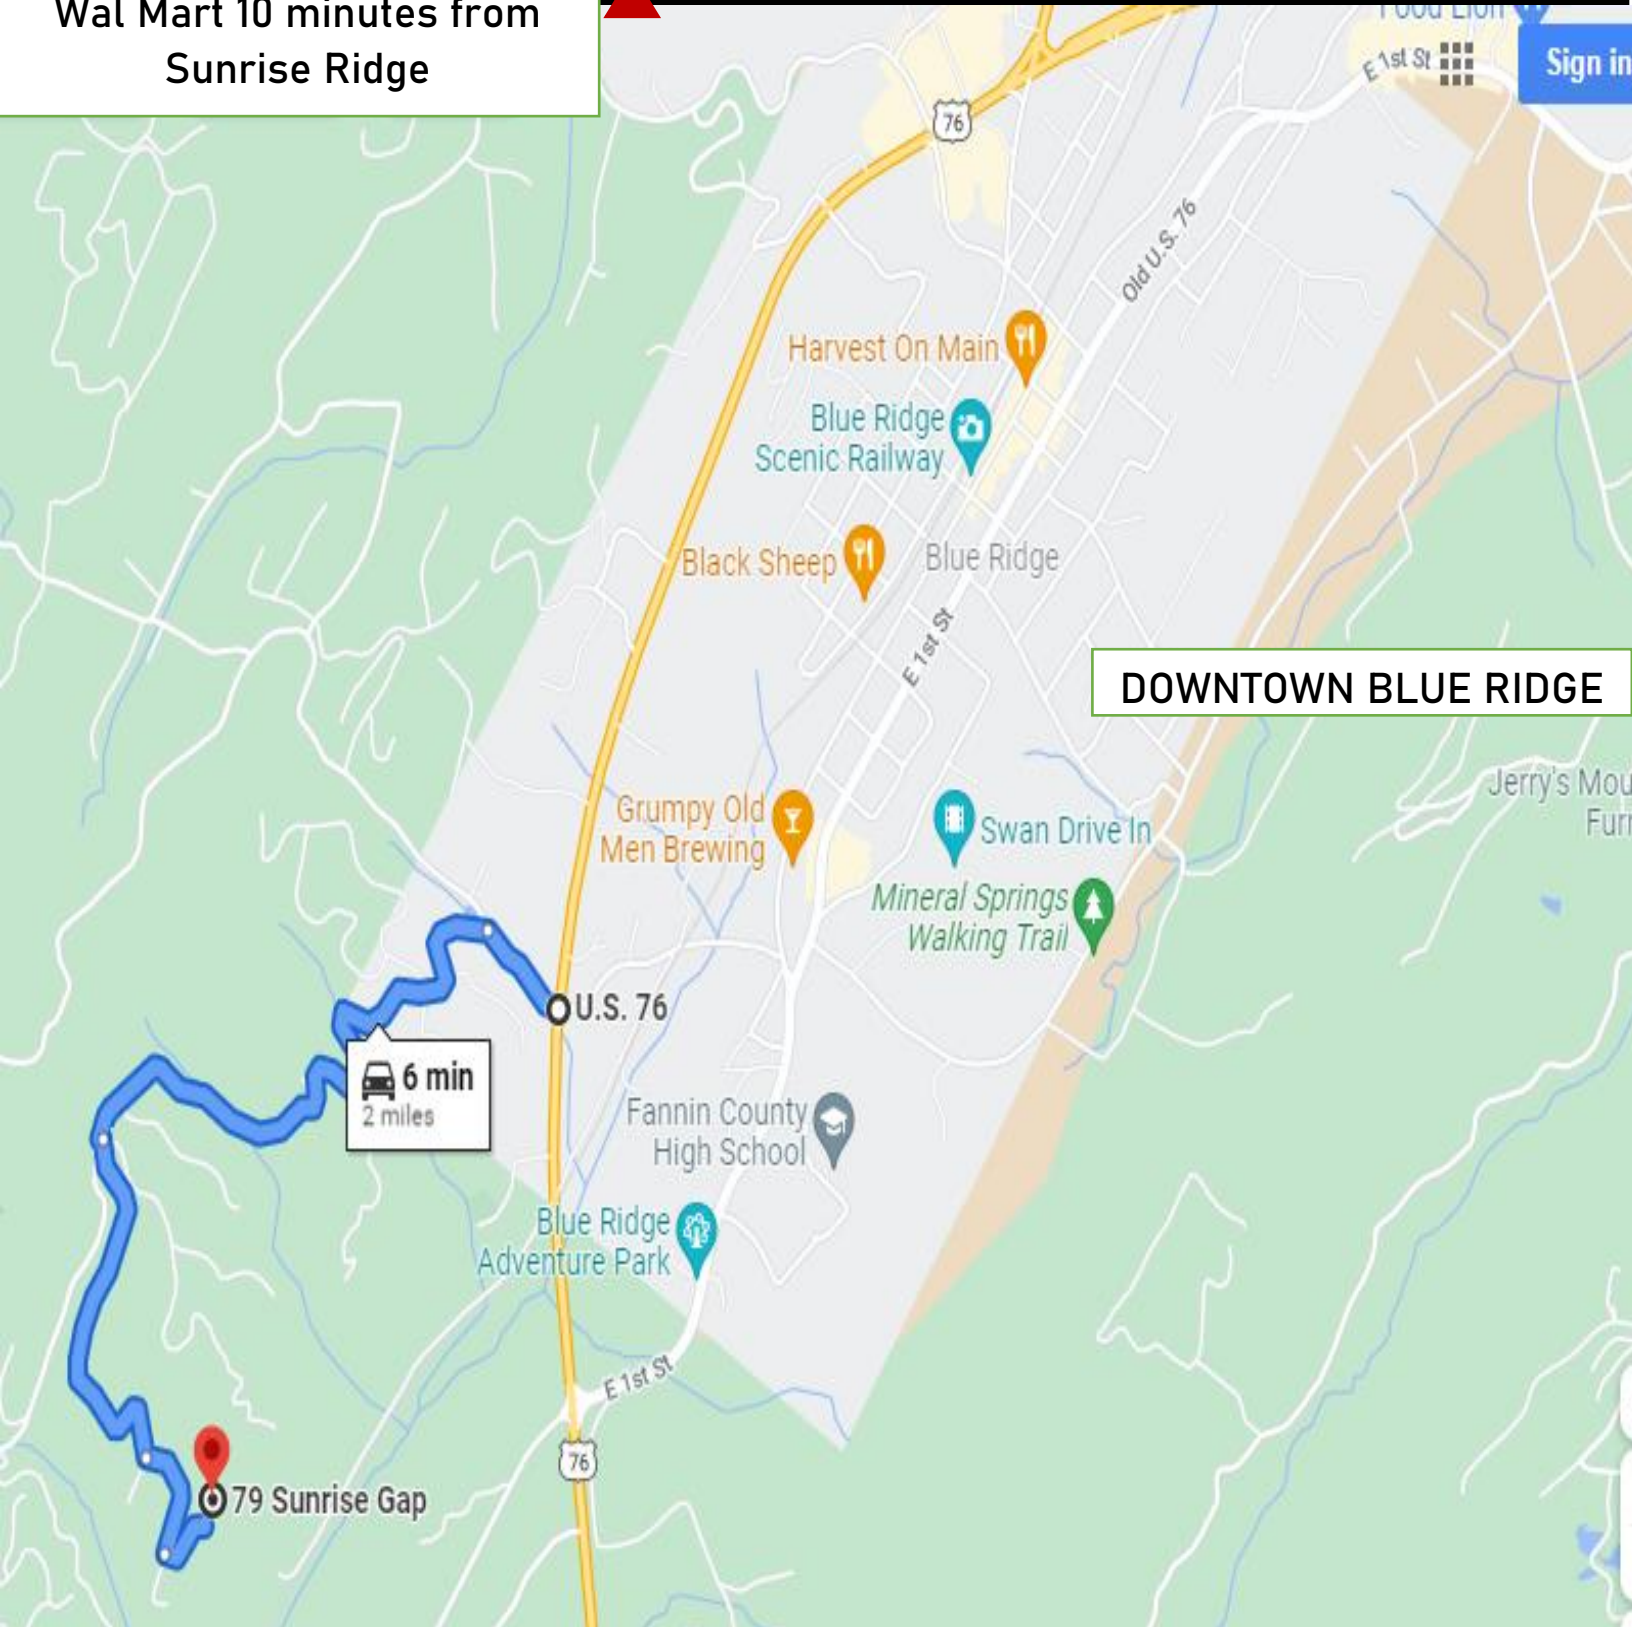 Wal Mart 10 minutes from
Sunrise Ridge
Food Lion
E 1st St
Sign in
76
Old U.S. 76
Harvest On Main
Blue Ridge
Scenic Railway
Black Sheep
Blue Ridge
E 1st St
DOWNTOWN BLUE RIDGE
Jerry's Mou
Furn
Grumpy Old
Men Brewing
Swan Drive In
Mineral Springs
Walking Trail
U.S. 76
6 min
2 miles
Fannin County
High School
Blue Ridge
Adventure Park
E 1st St
76
79 Sunrise Gap